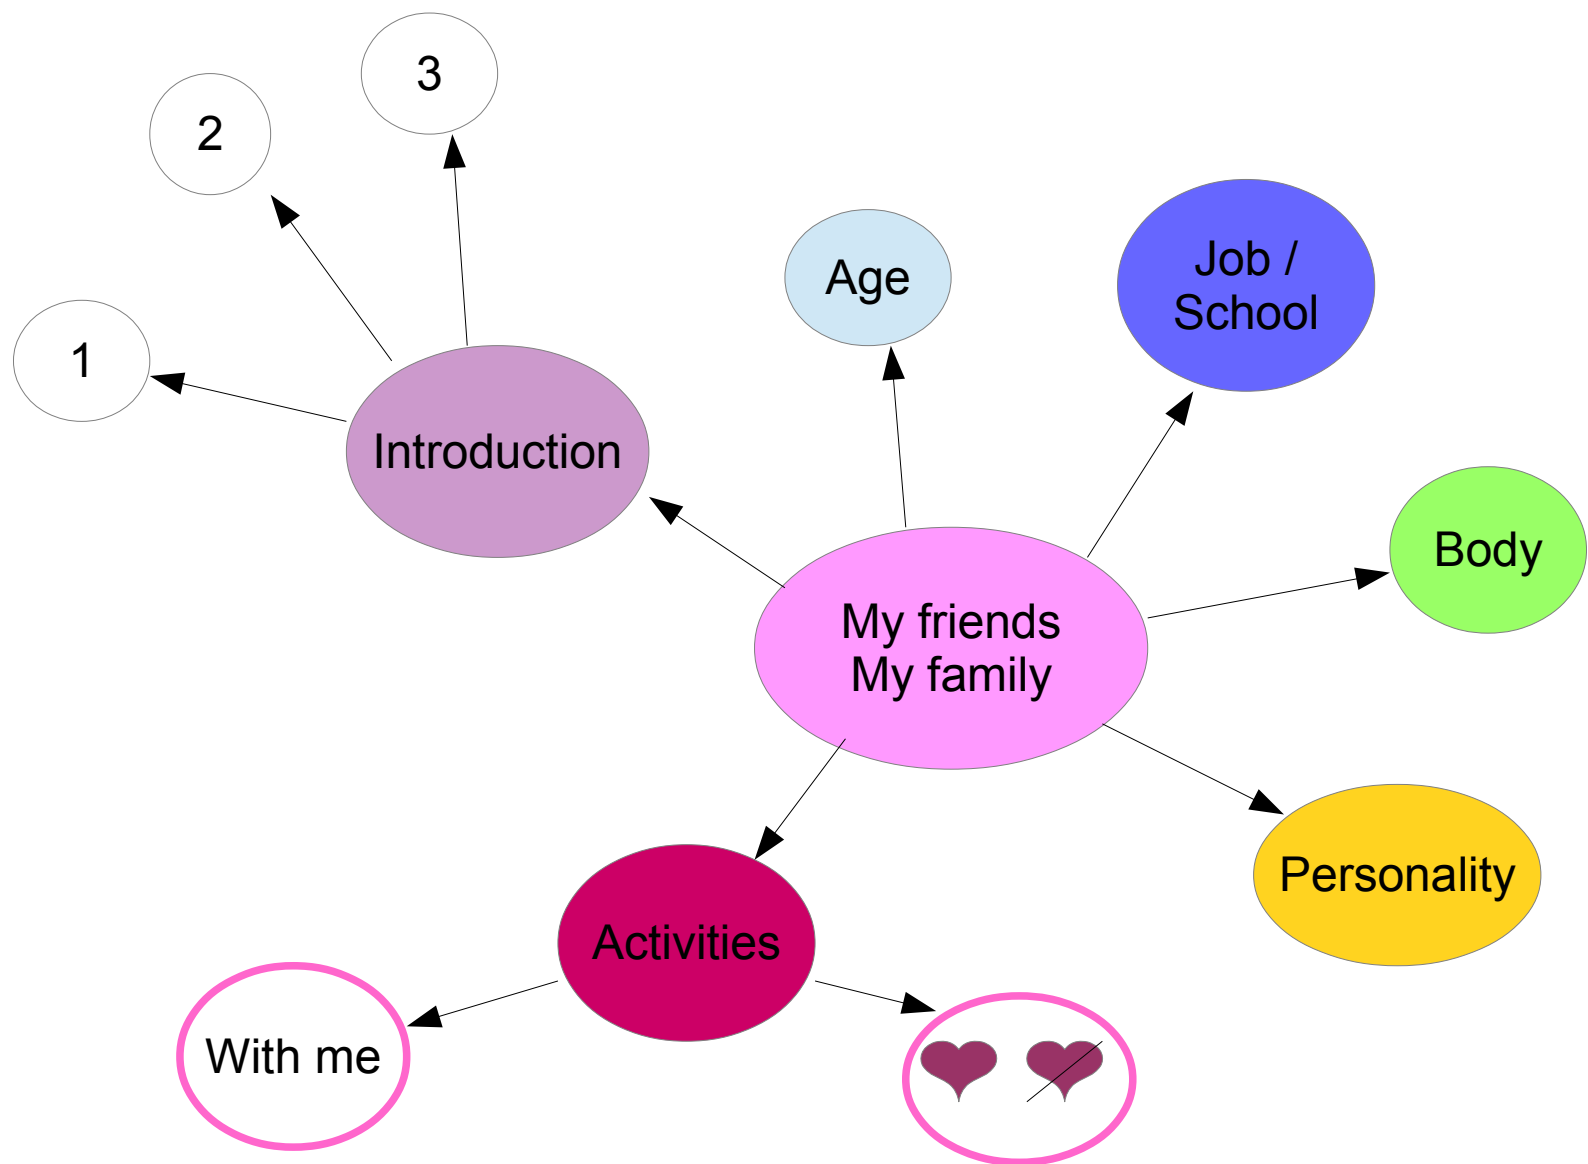 3
2
1
Age
Job /
School
Introduction
Body
My friends
My family
Personality
Activities
With me